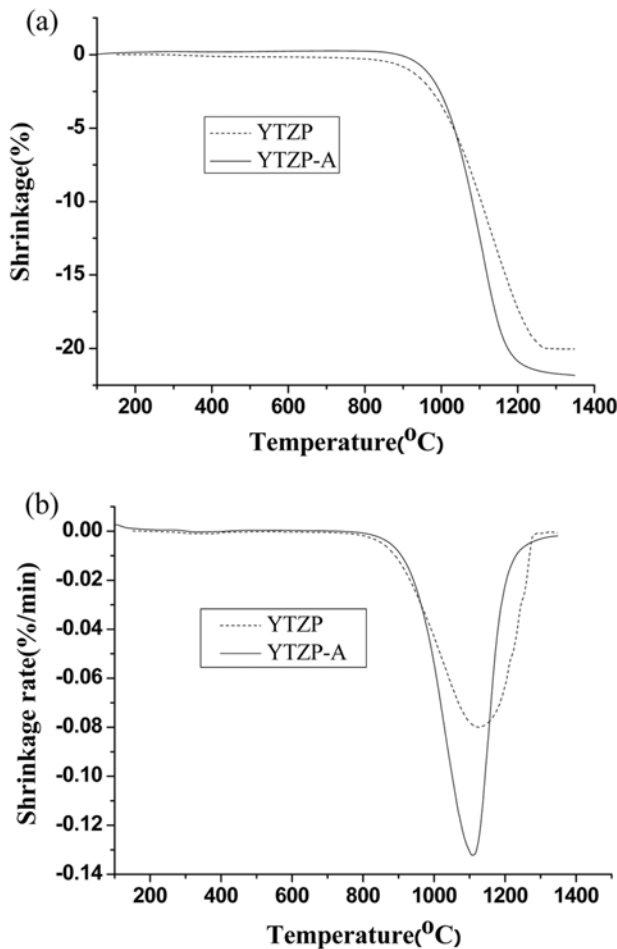 (a)
0
-5
-10
-15
-20
Shrinkage(%)
YTZP
YTZP-A
200 400 600 800 1000 1200 1400
Temperature(⁰C)
(b)
0.00
-0.02
-0.04
-0.06
-0.08
-0.10
-0.12
-0.14
Shrinkage rate(%/min)
YTZP
YTZP-A
200 400 600 800 1000 1200 1400
Temperature(⁰C)